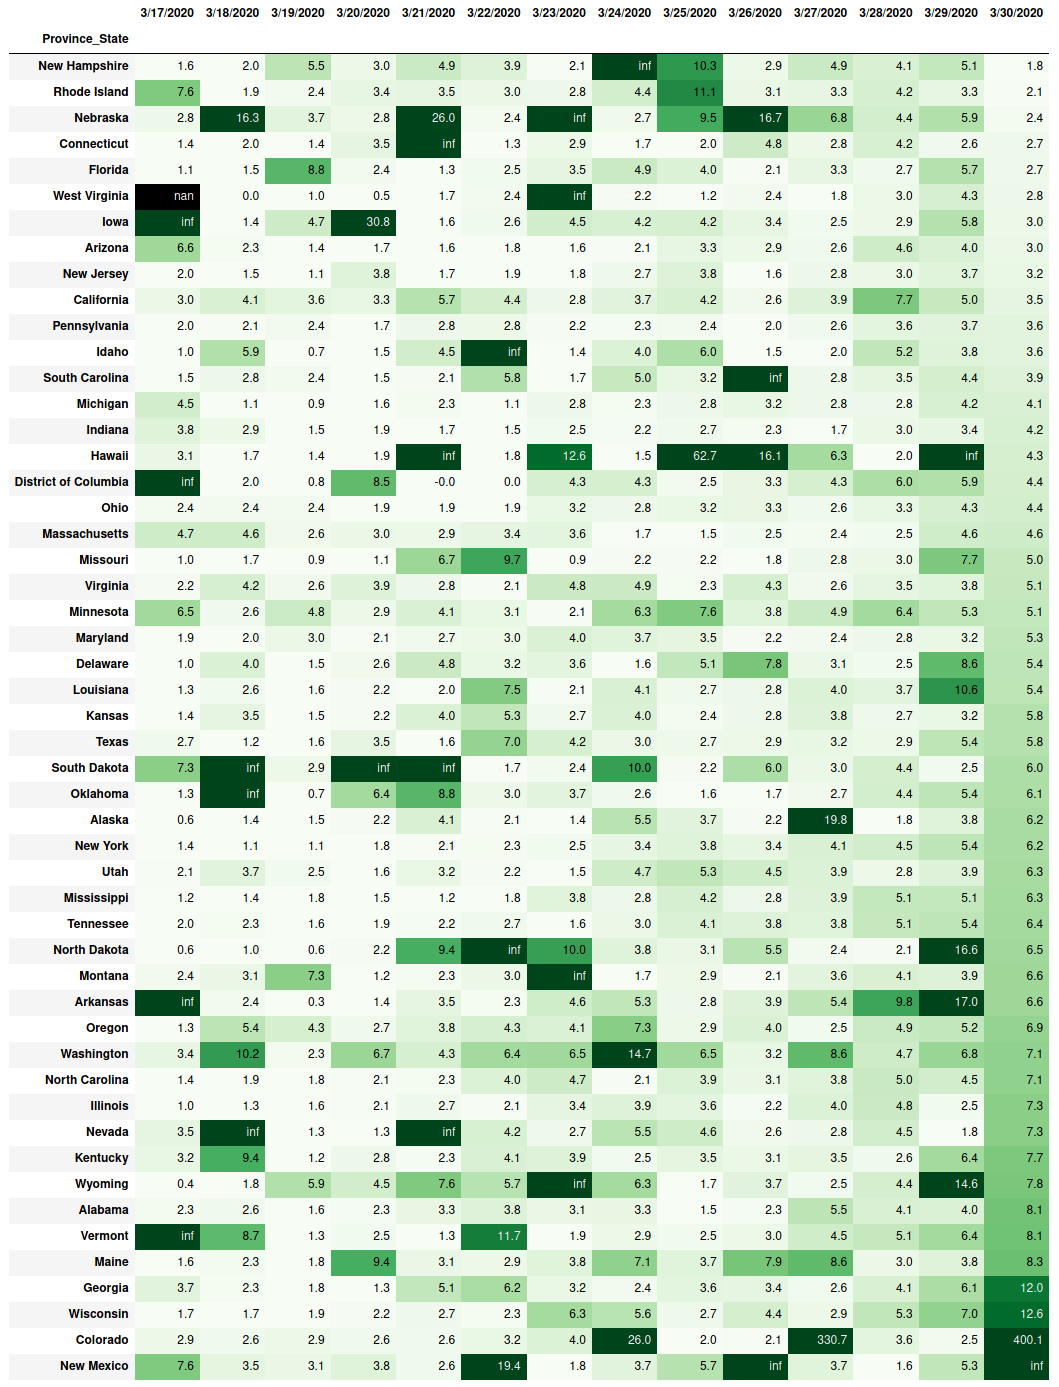 3/17/2020 3/18/2020 3/19/2020 3/20/2020 3/21/2020 3/22/2020 3/23/2020 3/24/2020 3/25/2020 3/26/2020 3/27/2020 3/28/2020 3/29/2020 3/30/2020
Province_State
New Hampshire 1.6 2.0 5.5 3.0 4.9 3.9 2.1 inf 10.3 2.9 4.9 4.1 5.1 1.8
Rhode Island 7.6 1.9 2.4 3.4 3.5 3.0 2.8 4.4 11.1 3.1 3.3 4.2 3.3 2.1
Nebraska 2.8 16.3 3.7 2.8 26.0 2.4 inf 2.7 9.5 16.7 6.8 4.4 5.9 2.4
Connecticut 1.4 2.0 1.4 3.5 inf 1.3 2.9 1.7 2.0 4.8 2.8 4.2 2.6 2.7
Florida 1.1 1.5 8.8 2.4 1.3 2.5 3.5 4.9 4.0 2.1 3.3 2.7 5.7 2.7
West Virginia nan 0.0 1.0 0.5 1.7 2.4 inf 2.2 1.2 2.4 1.8 3.0 4.3 2.8
Iowa inf 1.4 4.7 30.8 1.6 2.6 4.5 4.2 4.2 3.4 2.5 2.9 5.8 3.0
Arizona 6.6 2.3 1.4 1.7 1.6 1.8 1.6 2.1 3.3 2.9 2.6 4.6 4.0 3.0
New Jersey 2.0 1.5 1.1 3.8 1.7 1.9 1.8 2.7 3.8 1.6 2.8 3.0 3.7 3.2
California 3.0 4.1 3.6 3.3 5.7 4.4 2.8 3.7 4.2 2.6 3.9 7.7 5.0 3.5
Pennsylvania 2.0 2.1 2.4 1.7 2.8 2.8 2.2 2.3 2.4 2.0 2.6 3.6 3.7 3.6
Idaho 1.0 5.9 0.7 1.5 4.5 inf 1.4 4.0 6.0 1.5 2.0 5.2 3.8 3.6
South Carolina 1.5 2.8 2.4 1.5 2.1 5.8 1.7 5.0 3.2 inf 2.8 3.5 4.4 3.9
Michigan 4.5 1.1 0.9 1.6 2.3 1.1 2.8 2.3 2.8 3.2 2.8 2.8 4.2 4.1
Indiana 3.8 2.9 1.5 1.9 1.7 1.5 2.5 2.2 2.7 2.3 1.7 3.0 3.4 4.2
Hawaii 3.1 1.7 1.4 1.9 inf 1.8 12.6 1.5 62.7 16.1 6.3 2.0 inf 4.3
District of Columbia inf 2.0 0.8 8.5 -0.0 0.0 4.3 4.3 2.5 3.3 4.3 6.0 5.9 4.4
Ohio 2.4 2.4 2.4 1.9 1.9 1.9 3.2 2.8 3.2 3.3 2.6 3.3 4.3 4.4
Massachusetts 4.7 4.6 2.6 3.0 2.9 3.4 3.6 1.7 1.5 2.5 2.4 2.5 4.6 4.6
Missouri 1.0 1.7 0.9 1.1 6.7 9.7 0.9 2.2 2.2 1.8 2.8 3.0 7.7 5.0
Virginia 2.2 4.2 2.6 3.9 2.8 2.1 4.8 4.9 2.3 4.3 2.6 3.5 3.8 5.1
Minnesota 6.5 2.6 4.8 2.9 4.1 3.1 2.1 6.3 7.6 3.8 4.9 6.4 5.3 5.1
Maryland 1.9 2.0 3.0 2.1 2.7 3.0 4.0 3.7 3.5 2.2 2.4 2.8 3.2 5.3
Delaware 1.0 4.0 1.5 2.6 4.8 3.2 3.6 1.6 5.1 7.8 3.1 2.5 8.6 5.4
Louisiana 1.3 2.6 1.6 2.2 2.0 7.5 2.1 4.1 2.7 2.8 4.0 3.7 10.6 5.4
Kansas 1.4 3.5 1.5 2.2 4.0 5.3 2.7 4.0 2.4 2.8 3.8 2.7 3.2 5.8
Texas 2.7 1.2 1.6 3.5 1.6 7.0 4.2 3.0 2.7 2.9 3.2 2.9 5.4 5.8
South Dakota 7.3 inf 2.9 inf inf 1.7 2.4 10.0 2.2 6.0 3.0 4.4 2.5 6.0
Oklahoma 1.3 inf 0.7 6.4 8.8 3.0 3.7 2.6 1.6 1.7 2.7 4.4 5.4 6.1
Alaska 0.6 1.4 1.5 2.2 4.1 2.1 1.4 5.5 3.7 2.2 19.8 1.8 3.8 6.2
New York 1.4 1.1 1.1 1.8 2.1 2.3 2.5 3.4 3.8 3.4 4.1 4.5 5.4 6.2
Utah 2.1 3.7 2.5 1.6 3.2 2.2 1.5 4.7 5.3 4.5 3.9 2.8 3.9 6.3
Mississippi 1.2 1.4 1.8 1.5 1.2 1.8 3.8 2.8 4.2 2.8 3.9 5.1 5.1 6.3
Tennessee 2.0 2.3 1.6 1.9 2.2 2.7 1.6 3.0 4.1 3.8 3.8 5.1 5.4 6.4
North Dakota 0.6 1.0 0.6 2.2 9.4 inf 10.0 3.8 3.1 5.5 2.4 2.1 16.6 6.5
Montana 2.4 3.1 7.3 1.2 2.3 3.0 inf 1.7 2.9 2.1 3.6 4.1 3.9 6.6
Arkansas inf 2.4 0.3 1.4 3.5 2.3 4.6 5.3 2.8 3.9 5.4 9.8 17.0 6.6
Oregon 1.3 5.4 4.3 2.7 3.8 4.3 4.1 7.3 2.9 4.0 2.5 4.9 5.2 6.9
Washington 3.4 10.2 2.3 6.7 4.3 6.4 6.5 14.7 6.5 3.2 8.6 4.7 6.8 7.1
North Carolina 1.4 1.9 1.8 2.1 2.3 4.0 4.7 2.1 3.9 3.1 3.8 5.0 4.5 7.1
Illinois 1.0 1.3 1.6 2.1 2.7 2.1 3.4 3.9 3.6 2.2 4.0 4.8 2.5 7.3
Nevada 3.5 inf 1.3 1.3 inf 4.2 2.7 5.5 4.6 2.6 2.8 4.5 1.8 7.3
Kentucky 3.2 9.4 1.2 2.8 2.3 4.1 3.9 2.5 3.5 3.1 3.5 2.6 6.4 7.7
Wyoming 0.4 1.8 5.9 4.5 7.6 5.7 inf 6.3 1.7 3.7 2.5 4.4 14.6 7.8
Alabama 2.3 2.6 1.6 2.3 3.3 3.8 3.1 3.3 1.5 2.3 5.5 4.1 4.0 8.1
Vermont inf 8.7 1.3 2.5 1.3 11.7 1.9 2.9 2.5 3.0 4.5 5.1 6.4 8.1
Maine 1.6 2.3 1.8 9.4 3.1 2.9 3.8 7.1 3.7 7.9 8.6 3.0 3.8 8.3
Georgia 3.7 2.3 1.8 1.3 5.1 6.2 3.2 2.4 3.6 3.4 2.6 4.1 6.1 12.0
Wisconsin 1.7 1.7 1.9 2.2 2.7 2.3 6.3 5.6 2.7 4.4 2.9 5.3 7.0 12.6
Colorado 2.9 2.6 2.9 2.6 2.6 3.2 4.0 26.0 2.0 2.1 330.7 3.6 2.5 400.1
New Mexico 7.6 3.5 3.1 3.8 2.6 19.4 1.8 3.7 5.7 inf 3.7 1.6 5.3 inf